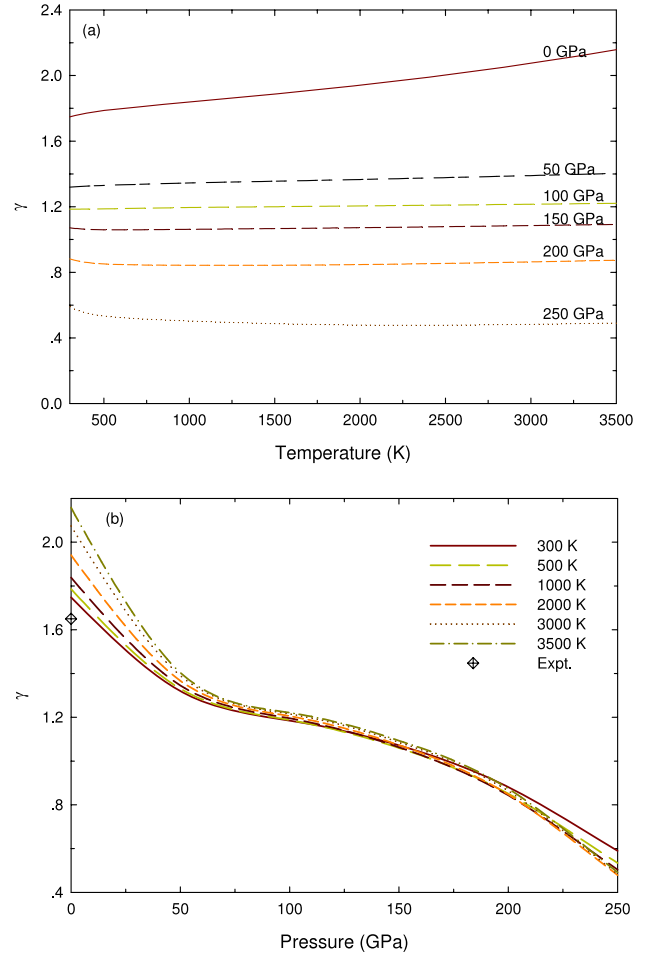 2.4
(a)
0 GPa
2.0
1.6
50 GPa
γ
1.2
100 GPa
150 GPa
200 GPa
.8
250 GPa
.4
0.0
500 1000 1500 2000 2500 3000 3500
Temperature (K)
(b)
2.0
300 K
500 K
1000 K
2000 K
3000 K
3500 K
Expt.
1.6
γ
1.2
.8
.4
0 50 100 150 200 250
Pressure (GPa)